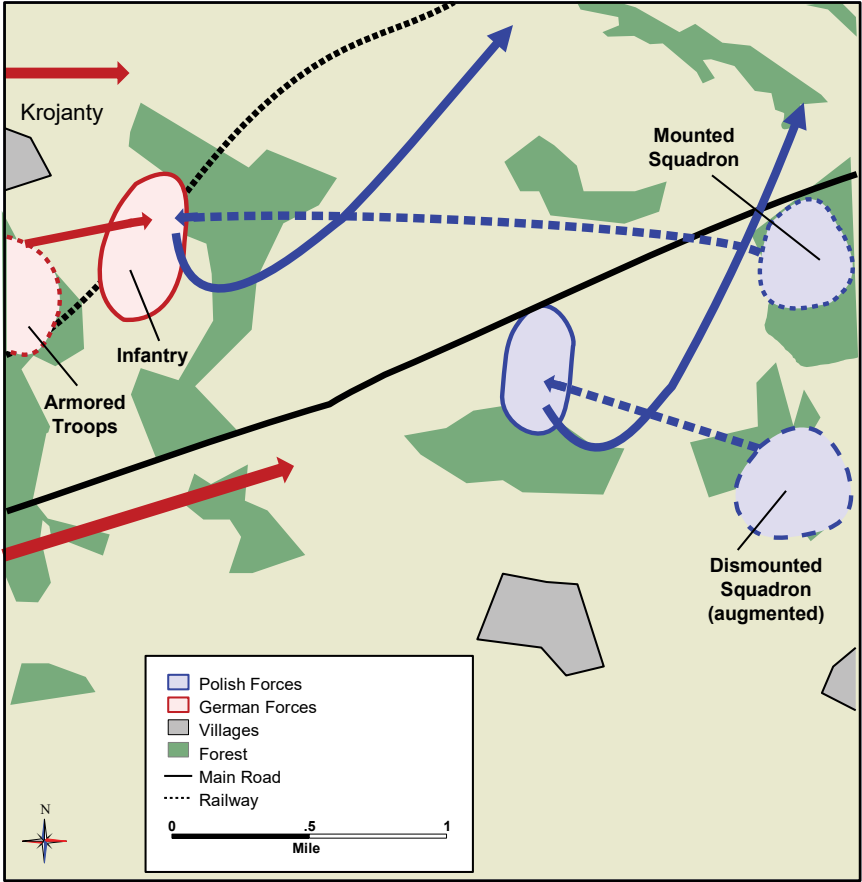 Krojanty
Mounted
Squadron
Infantry
Armored
Troops
Dismounted
Squadron
(augmented)
Polish Forces
German Forces
Villages
Forest
Main Road
Railway
0 .5 1
Mile
N